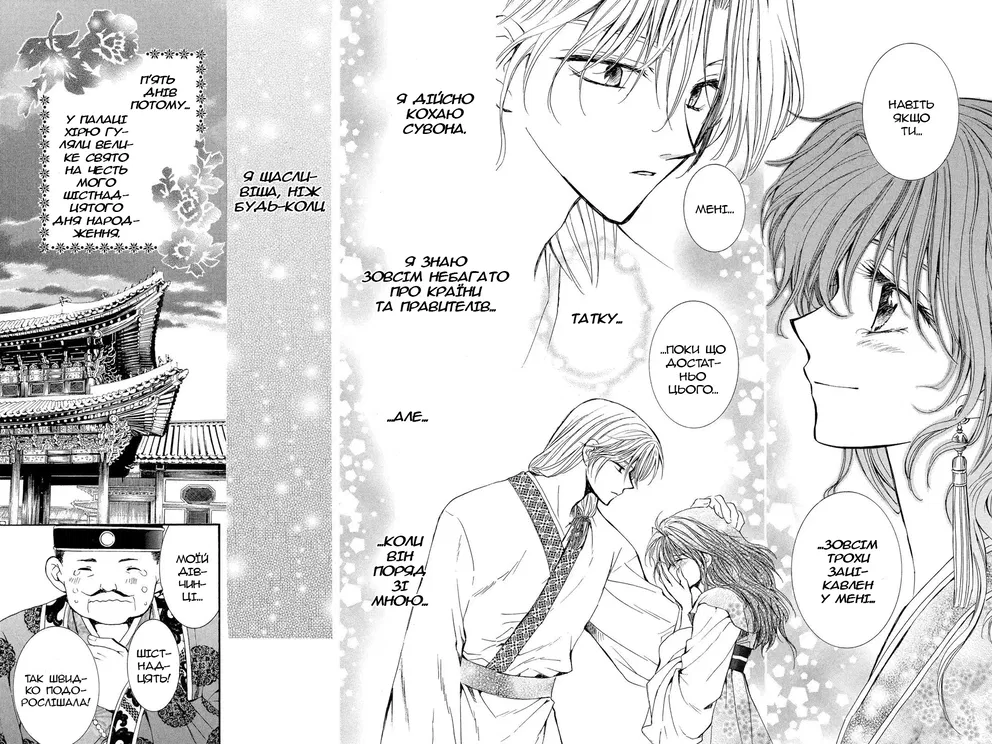 НАВІТЬ
ЯКЩО
ТИ...
...ЗОВСІМ
ТРОХИ
ЗАЦІ-
КАВЛЕН
У МЕНІ...
МЕНІ...
...ПОКИ ЩО
ДОСТАТ-
НЬО
ЦЬОГО...
ТАТКУ...
Я ДІЙСНО
КОХАЮ
СУВОНА.
Я ЗНАЮ
ЗОВСІМ НЕБАГАТО
ПРО КРАЇНИ
ТА ПРАВИТЕЛІВ...
...АЛЕ...
...КОЛИ
ВІН
ПОРЯД
ЗІ
МНОЮ...
Я ЩАСЛИ-
ВІША, НІЖ
БУДЬ-КОЛИ
П'ЯТЬ
ДНІВ
ПОТОМУ...
У ПАЛАЦІ
ХІРЮ ГУ-
ЛЯЛИ ВЕЛИ-
КЕ СВЯТО
НА ЧЕСТЬ
МОГО
ШІСТНАД-
ЦЯТОГО
ДНЯ НАРОД-
ЖЕННЯ.
МОЇЙ
ДІВ-
ЧИН-
ЦІ...
ШІСТ-
НАД-
ЦЯТЬ!
ТАК ШВИД-
КО ПОДО-
РОСЛІШАЛА!